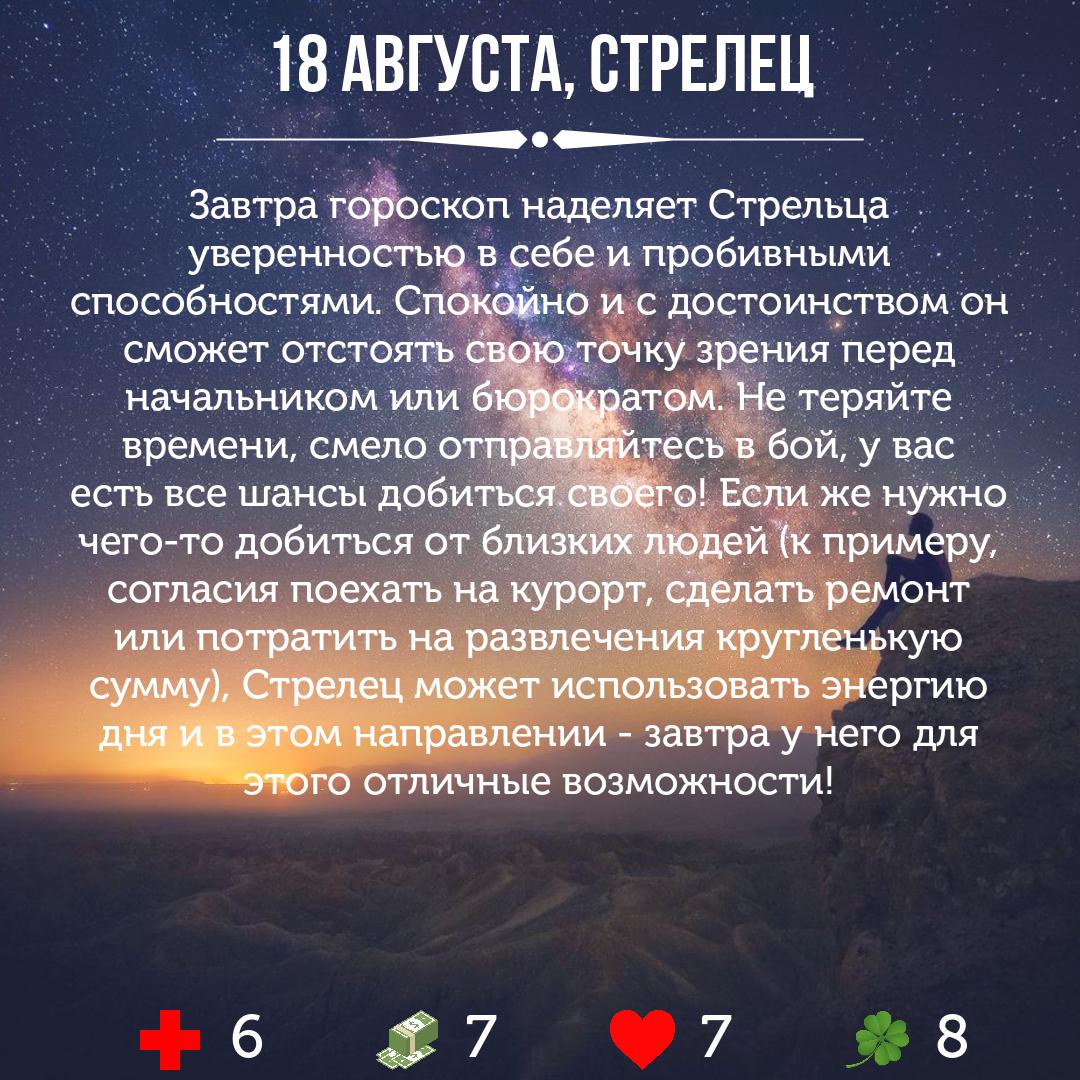 18 АВГУСТА, СТРЕЛЕЦ
Завтра гороскоп наделяет Стрельца
уверенностью в себе и пробивными
способностями. Спокойно и с достоинством он
сможет отстоять свою точку зрения перед
начальником или бюрократом. Не теряйте
времени, смело отправляйтесь в бой, у вас
есть все шансы добиться своего! Если же нужно
чего-то добиться от близких людей (к примеру,
согласия поехать на курорт, сделать ремонт
или потратить на развлечения кругленькую
сумму), Стрелец может использовать энергию
дня и в этом направлении - завтра у него для
этого отличные возможности!
6 7 7 8